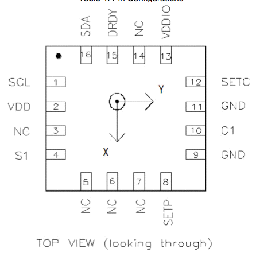 SDA DRDY NC VDDIO
16 15 14 13
SCL 1 12 SETC
VDD 2 11 GND
NC 3 10 C1
S1 4 9 GND
Y
X
5 6 7 8
NC NC NC SETP
TOP VIEW (looking through)